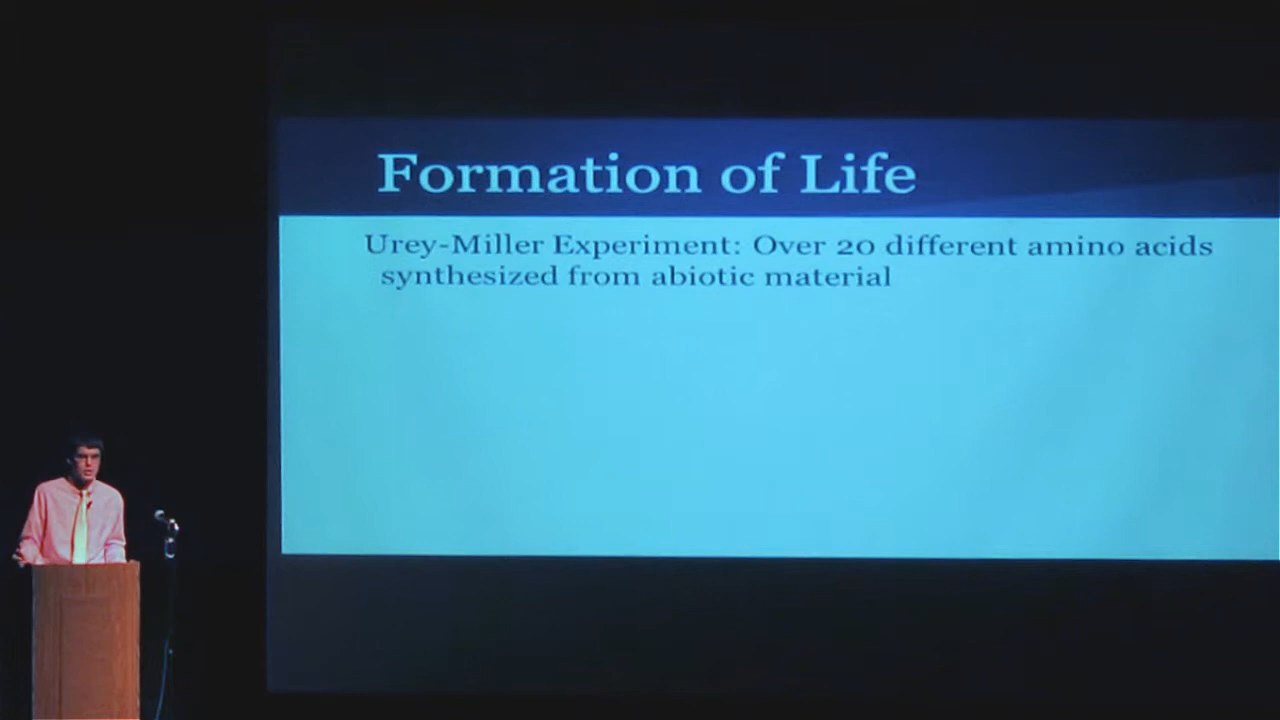 Formation of Life
Urey-Miller Experiment: Over 20 different amino acids
synthesized from abiotic material